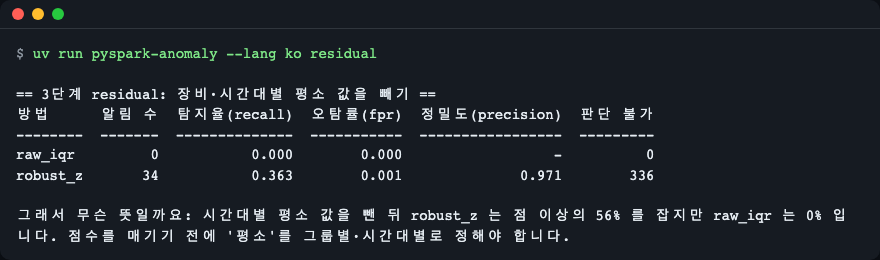 $ uv run pyspark-anomaly --lang ko residual
== 3단계 residual: 장비·시간대별 평소 값을 빼기 ==
방법 알림 수 탐지율(recall) 오탐률(fpr) 정밀도(precision) 판단 불가
-------- ------- -------------- ----------- ----------------- ---------
raw_iqr 0 0.000 0.000 - 0
robust_z 34 0.363 0.001 0.971 336
그래서 무슨 뜻일까요: 시간대별 평소 값을 뺀 뒤 robust_z 는 점 이상의 56% 를 잡지만 raw_iqr 는 0% 입
니다. 점수를 매기기 전에 '평소'를 그룹별·시간대별로 정해야 합니다.